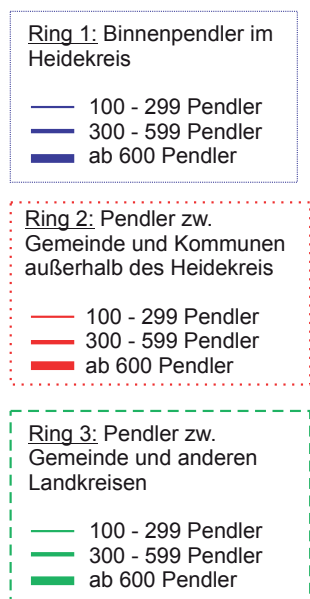 Ring 1: Binnenpendler im
Heidekreis
100 - 299 Pendler
300 - 599 Pendler
ab 600 Pendler
Ring 2: Pendler zw.
Gemeinde und Kommunen
außerhalb des Heidekreis
100 - 299 Pendler
300 - 599 Pendler
ab 600 Pendler
Ring 3: Pendler zw.
Gemeinde und anderen
Landkreisen
100 - 299 Pendler
300 - 599 Pendler
ab 600 Pendler